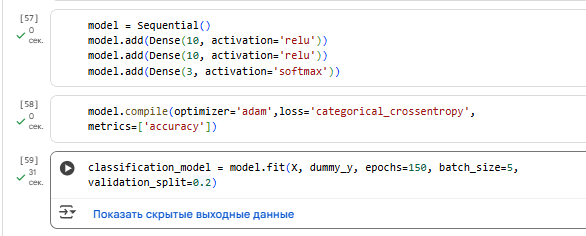 [57]
0
сек.
model = Sequential()
model.add(Dense(10, activation='relu'))
model.add(Dense(10, activation='relu'))
model.add(Dense(3, activation='softmax'))
[58]
0
сек.
model.compile(optimizer='adam',loss='categorical_crossentropy',
metrics=['accuracy'])
[59]
31
сек.
classification_model = model.fit(X, dummy_y, epochs=150, batch_size=5,
validation_split=0.2)
Показать скрытые выходные данные